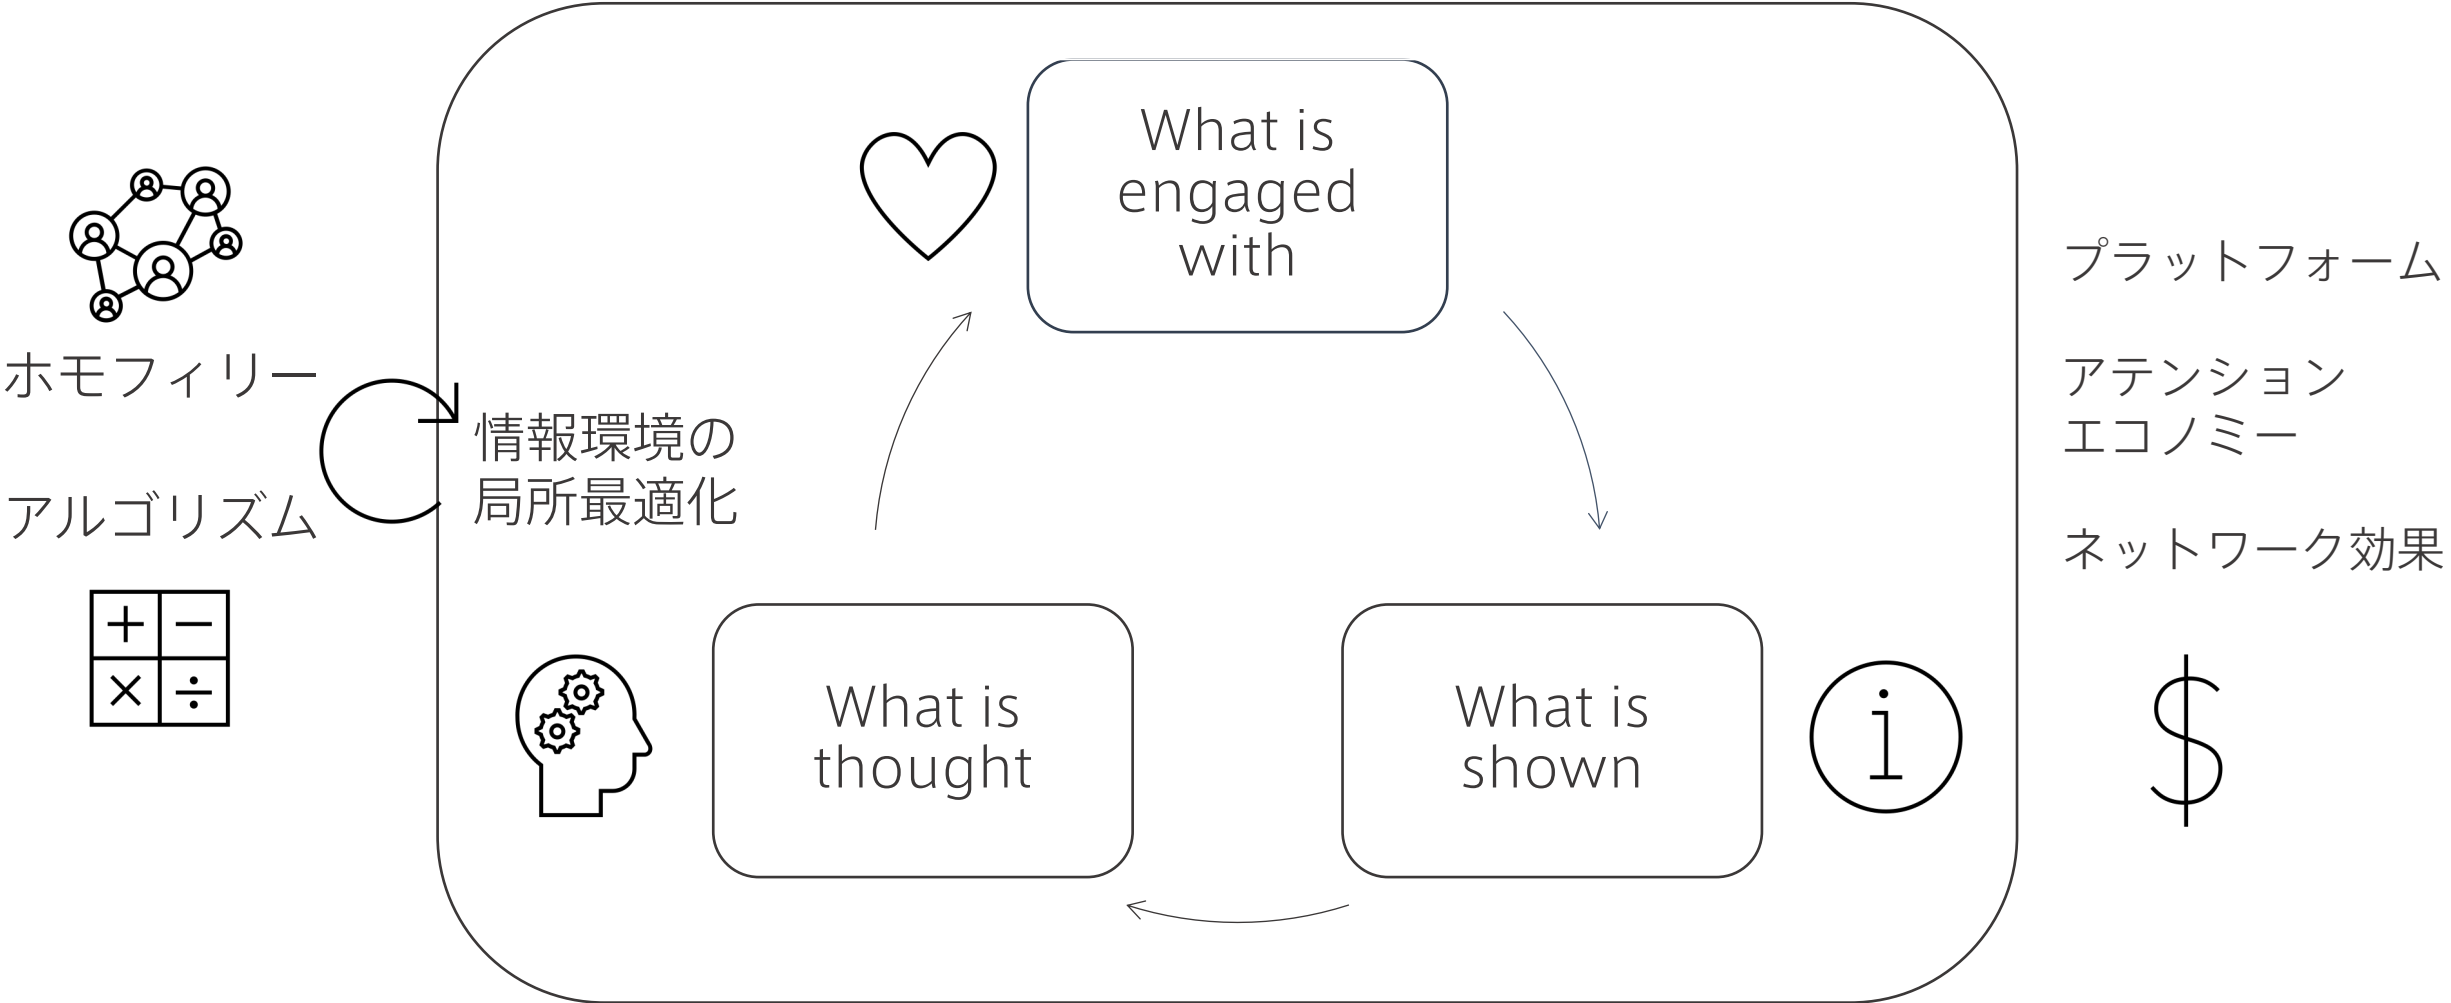 ホモフィリー
アルゴリズム
情報環境の
局所最適化
What is
engaged
with
What is
thought
What is
shown
プラットフォーム
アテンション
エコノミー
ネットワーク効果